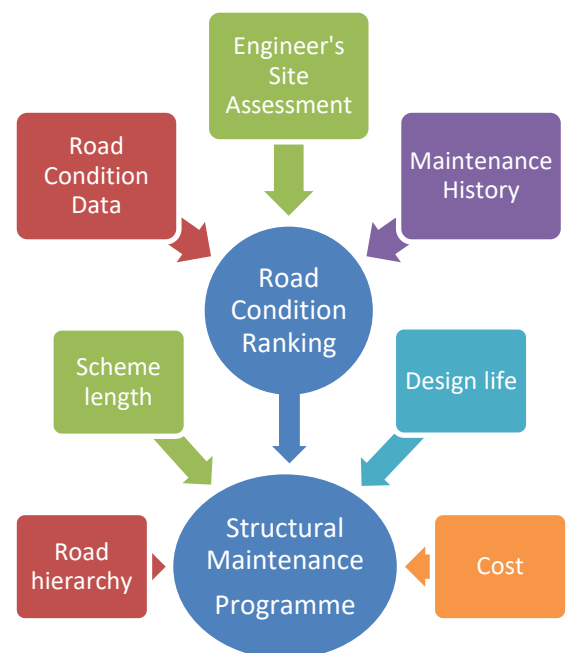 Engineer's
Site
Assessment
Road
Condition
Data
Maintenance
History
Road
Condition
Ranking
Scheme
length
Design life
Road
hierarchy
Structural
Maintenance
Programme
Cost